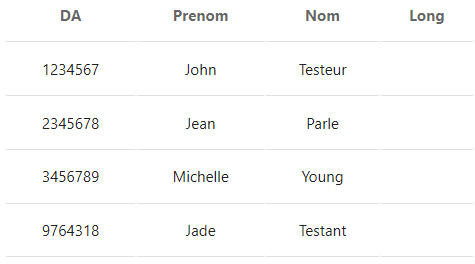 DA Prenom Nom Long
1234567 John Testeur
2345678 Jean Parle
3456789 Michelle Young
9764318 Jade Testant